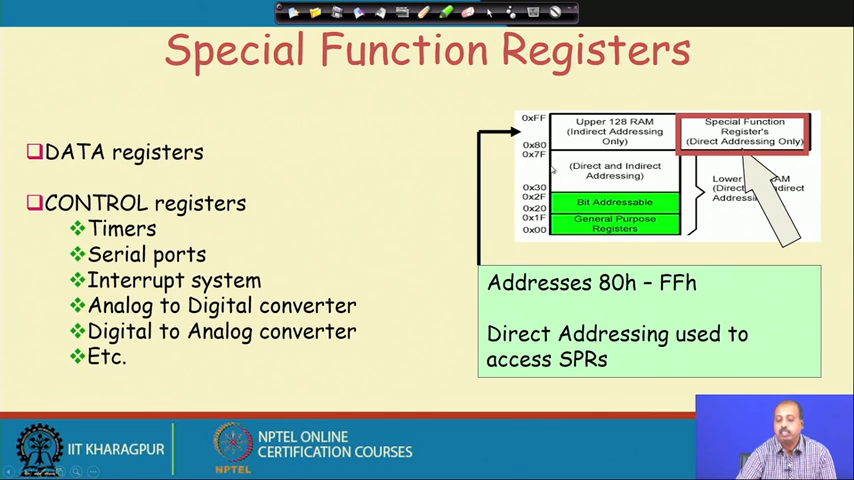 Special Function Registers
DATA registers
CONTROL registers
Timers
Serial ports
Interrupt system
Analog to Digital converter
Digital to Analog converter
Etc.
0xFF
0x80
0x7F
0x30
0x2F
0x20
0x1F
0x00
Upper 128 RAM
(Indirect Addressing
Only)
Special Function
Register's
(Direct Addressing Only)
(Direct and Indirect
Addressing)
Bit Addressable
General Purpose
Registers
Lower AM
(Direc direct
Addressin
Addresses 80h – FFh
Direct Addressing used to
access SPRs
IIT KHARAGPUR
NPTEL
NPTEL ONLINE
CERTIFICATION COURSES